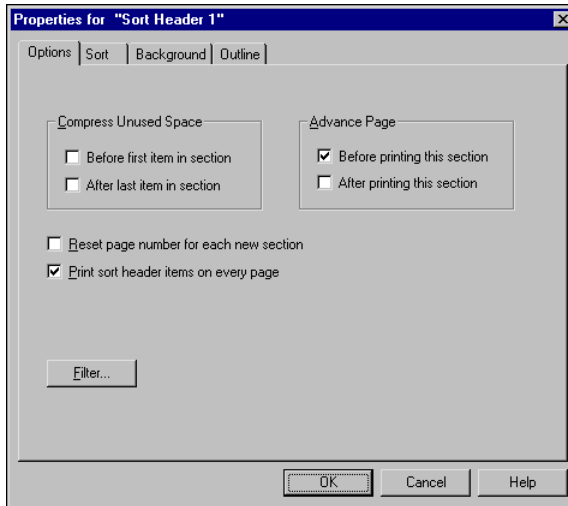 Properties for "Sort Header 1"
Options Sort Background Outline
Compress Unused Space
Before first item in section
After last item in section
Advance Page
Before printing this section
After printing this section
Reset page number for each new section
Print sort header items on every page
Filter...
OK Cancel Help